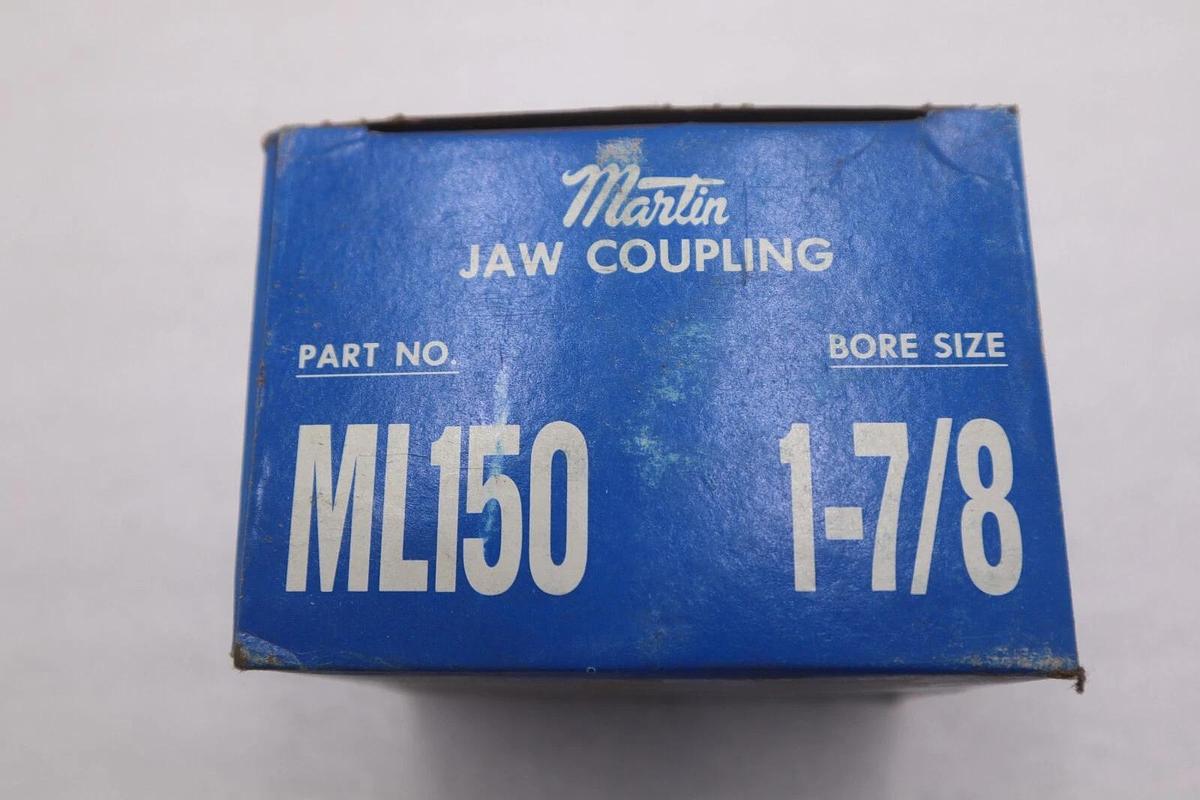 Martin
JAW COUPLING
PART NO.
BORE SIZE
ML150
1-7/8